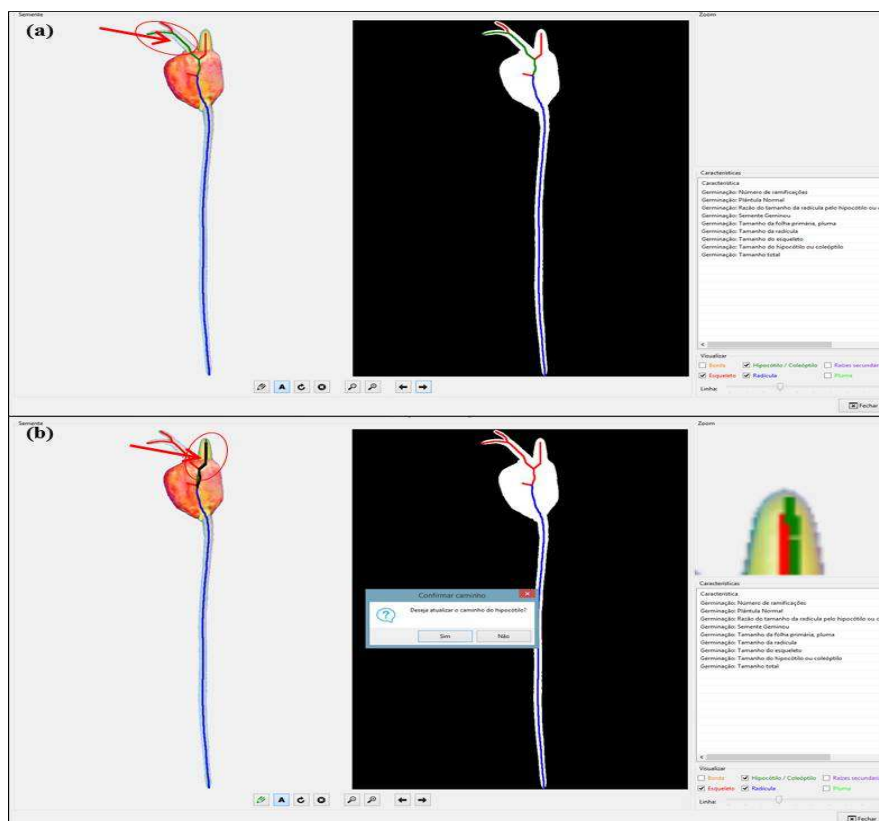 Semente
Zoom
(a)
Características
Característica
Germinação: Número de ramificações
Germinação: Plântula Normal
Germinação: Razão do tamanho da radícula pelo hipocótilo ou c
Germinação: Semente Geminou
Germinação: Tamanho da folha primária, pluma
Germinação: Tamanho da radícula
Germinação: Tamanho do esqueleto
Germinação: Tamanho do hipocótilo ou coleóptilo
Germinação: Tamanho total
Visualizar
Borda Hipocótilo / Coleóptilo Raízes secundári
Esqueleto Radícula Pluma
Linha:
A
Fechar
Semente
Zoom
(b)
Características
Confirmar caminho
Característica
Deseja atualizar o caminho do hipocótilo?
Germinação: Número de ramificações
Germinação: Plântula Normal
Germinação: Razão do tamanho da radícula pelo hipocótilo ou c
Germinação: Semente Geminou
Germinação: Tamanho da folha primária, pluma
Sim Não
Germinação: Tamanho da radícula
Germinação: Tamanho do esqueleto
Germinação: Tamanho do hipocótilo ou coleóptilo
Germinação: Tamanho total
Visualizar
Borda Hipocótilo / Coleóptilo Raízes secundári
Esqueleto Radícula Pluma
Linha:
A
Fechar